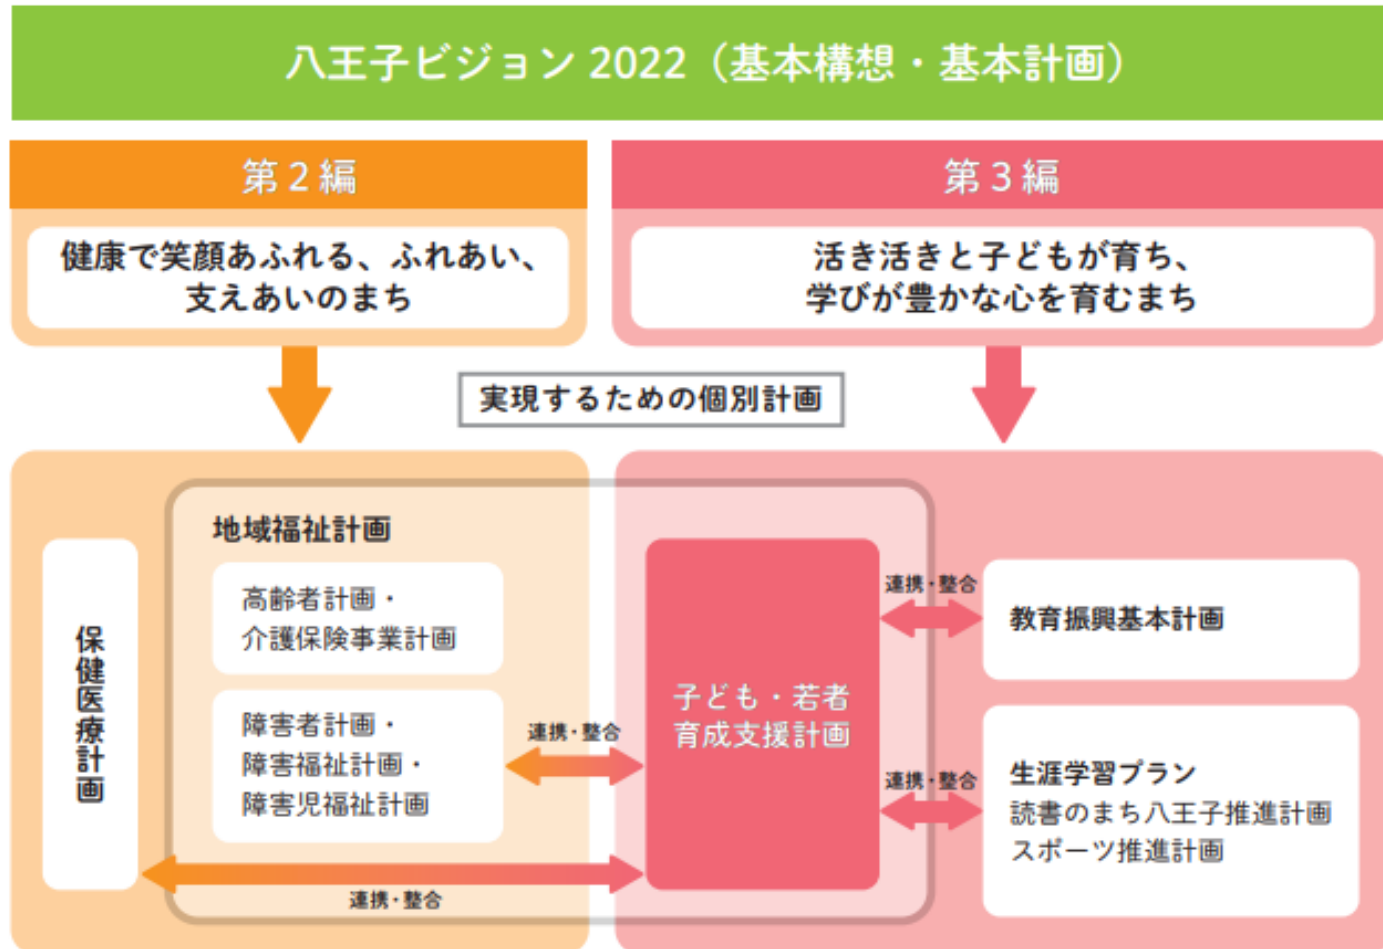 八王子ビジョン 2022（基本構想・基本計画）
第２編
健康で笑顔あふれる、ふれあい、
支えあいのまち
第３編
活き活きと子どもが育ち、
学びが豊かな心を育むまち
実現するための個別計画
保健医療計画
地域福祉計画
高齢者計画・
介護保険事業計画
障害者計画・
障害福祉計画・
障害児福祉計画
連携・整合
連携・整合
子ども・若者
育成支援計画
連携・整合
教育振興基本計画
連携・整合
生涯学習プラン
読書のまち八王子推進計画
スポーツ推進計画